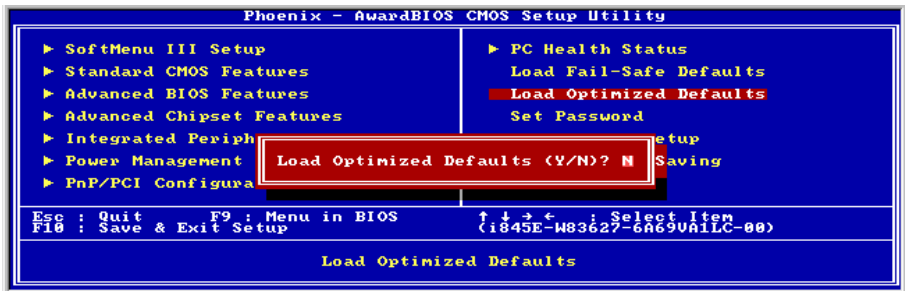 Phoenix - AwardBIOS CMOS Setup Utility
▶ SoftMenu III Setup
▶ Standard CMOS Features
▶ Advanced BIOS Features
▶ Advanced Chipset Features
▶ Integrated Periph
▶ Power Management
▶ PnP/PCI Configura
▶ PC Health Status
Load Fail-Safe Defaults
Load Optimized Defaults
Set Password
etup
Saving
Load Optimized Defaults (Y/N)? N
Esc : Quit F9 : Menu in BIOS ↑ ↓ → ← : Select Item
F10 : Save & Exit Setup (i845E-W83627-6A69VA1LC-00)
Load Optimized Defaults